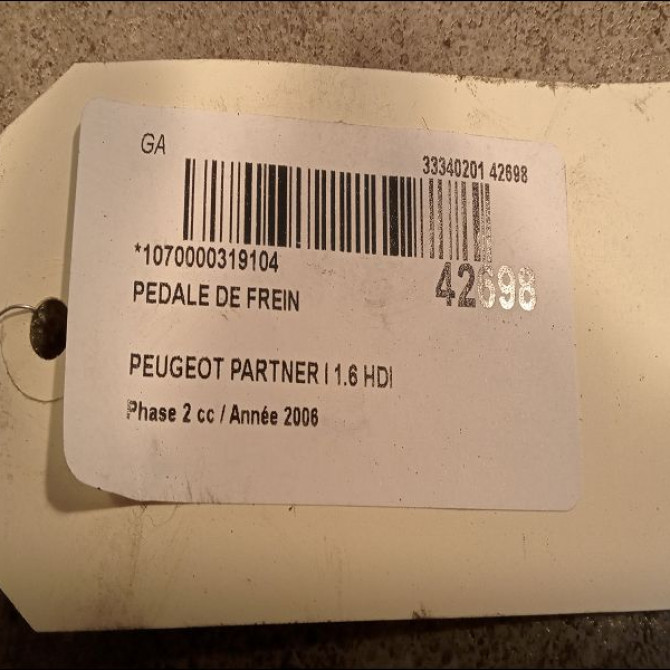 GA
33340201 42698
*1070000319104
42698
PEDALE DE FREIN
PEUGEOT PARTNER I 1.6 HDI
Phase 2 cc / Année 2006